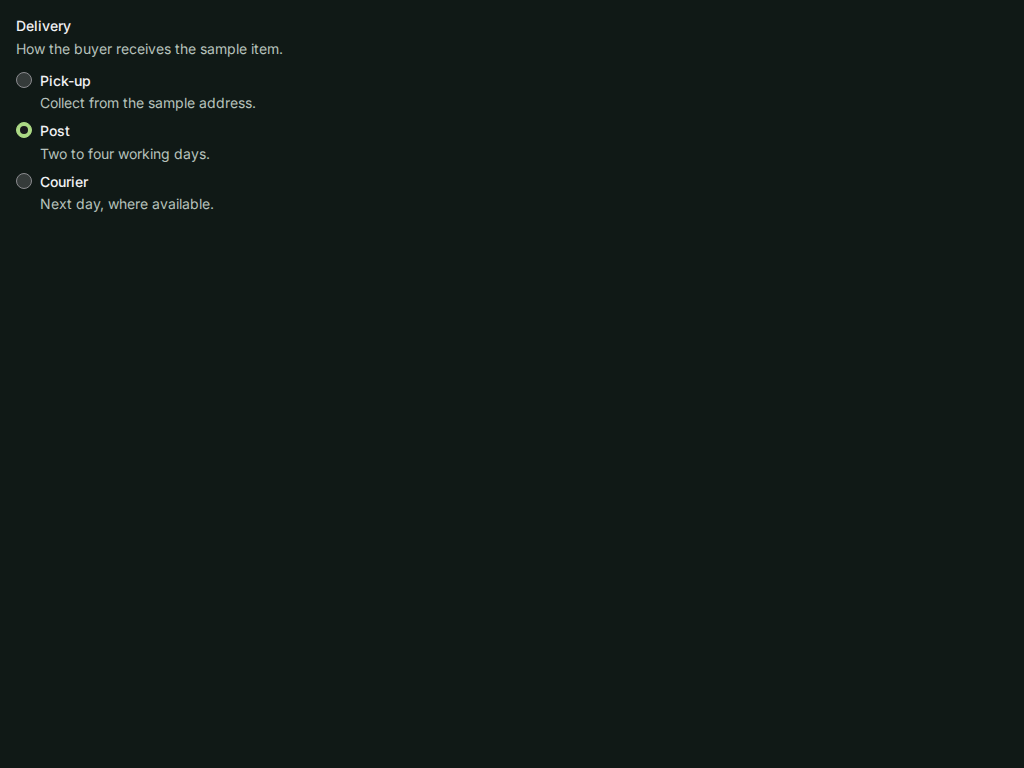 Delivery
How the buyer receives the sample item.
Pick-up
Collect from the sample address.
Post
Two to four working days.
Courier
Next day, where available.